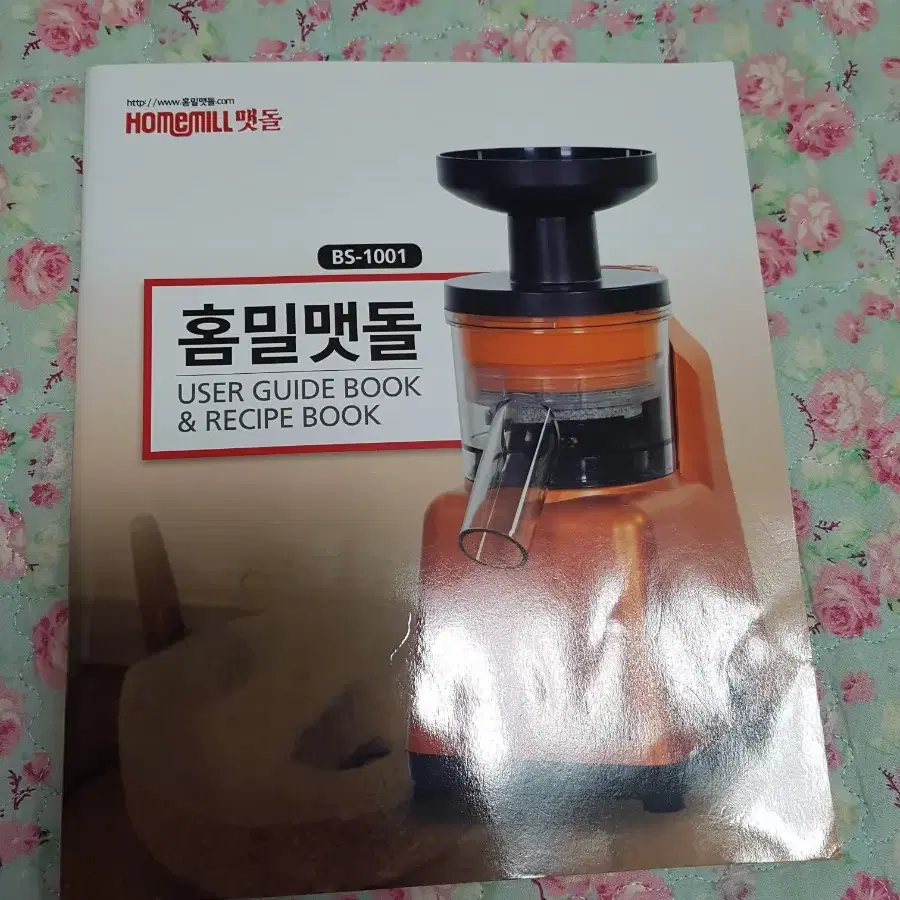 http://www.홈밀맷돌.com
HOMEMILL 맷돌
BS-1001
홈밀맷돌
USER GUIDE BOOK
& RECIPE BOOK